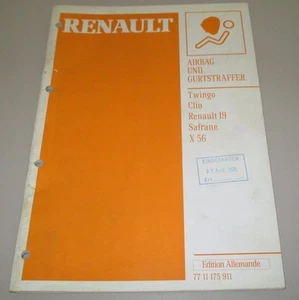 RENAULT
AIRBAG
UND
GURTSTRAFFER
Twingo
Clio
Renault 19
Safrane
X 56
Edition Allemande
77 11 175 911